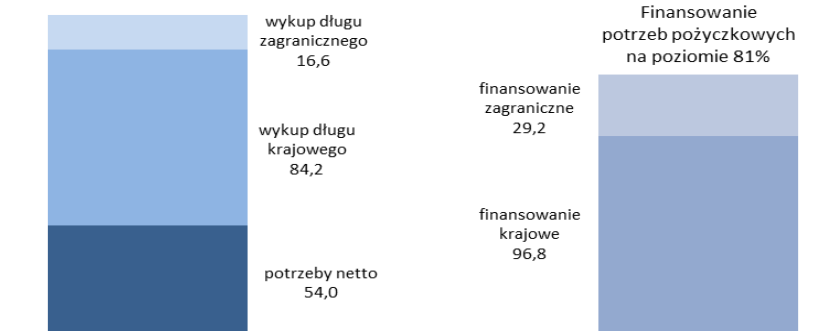 wykup długu
zagranicznego
16,6
wykup długu
krajowego
84,2
potrzeby netto
54,0
Finansowanie
potrzeb pożyczkowych
na poziomie 81%
finansowanie
zagraniczne
29,2
finansowanie
krajowe
96,8